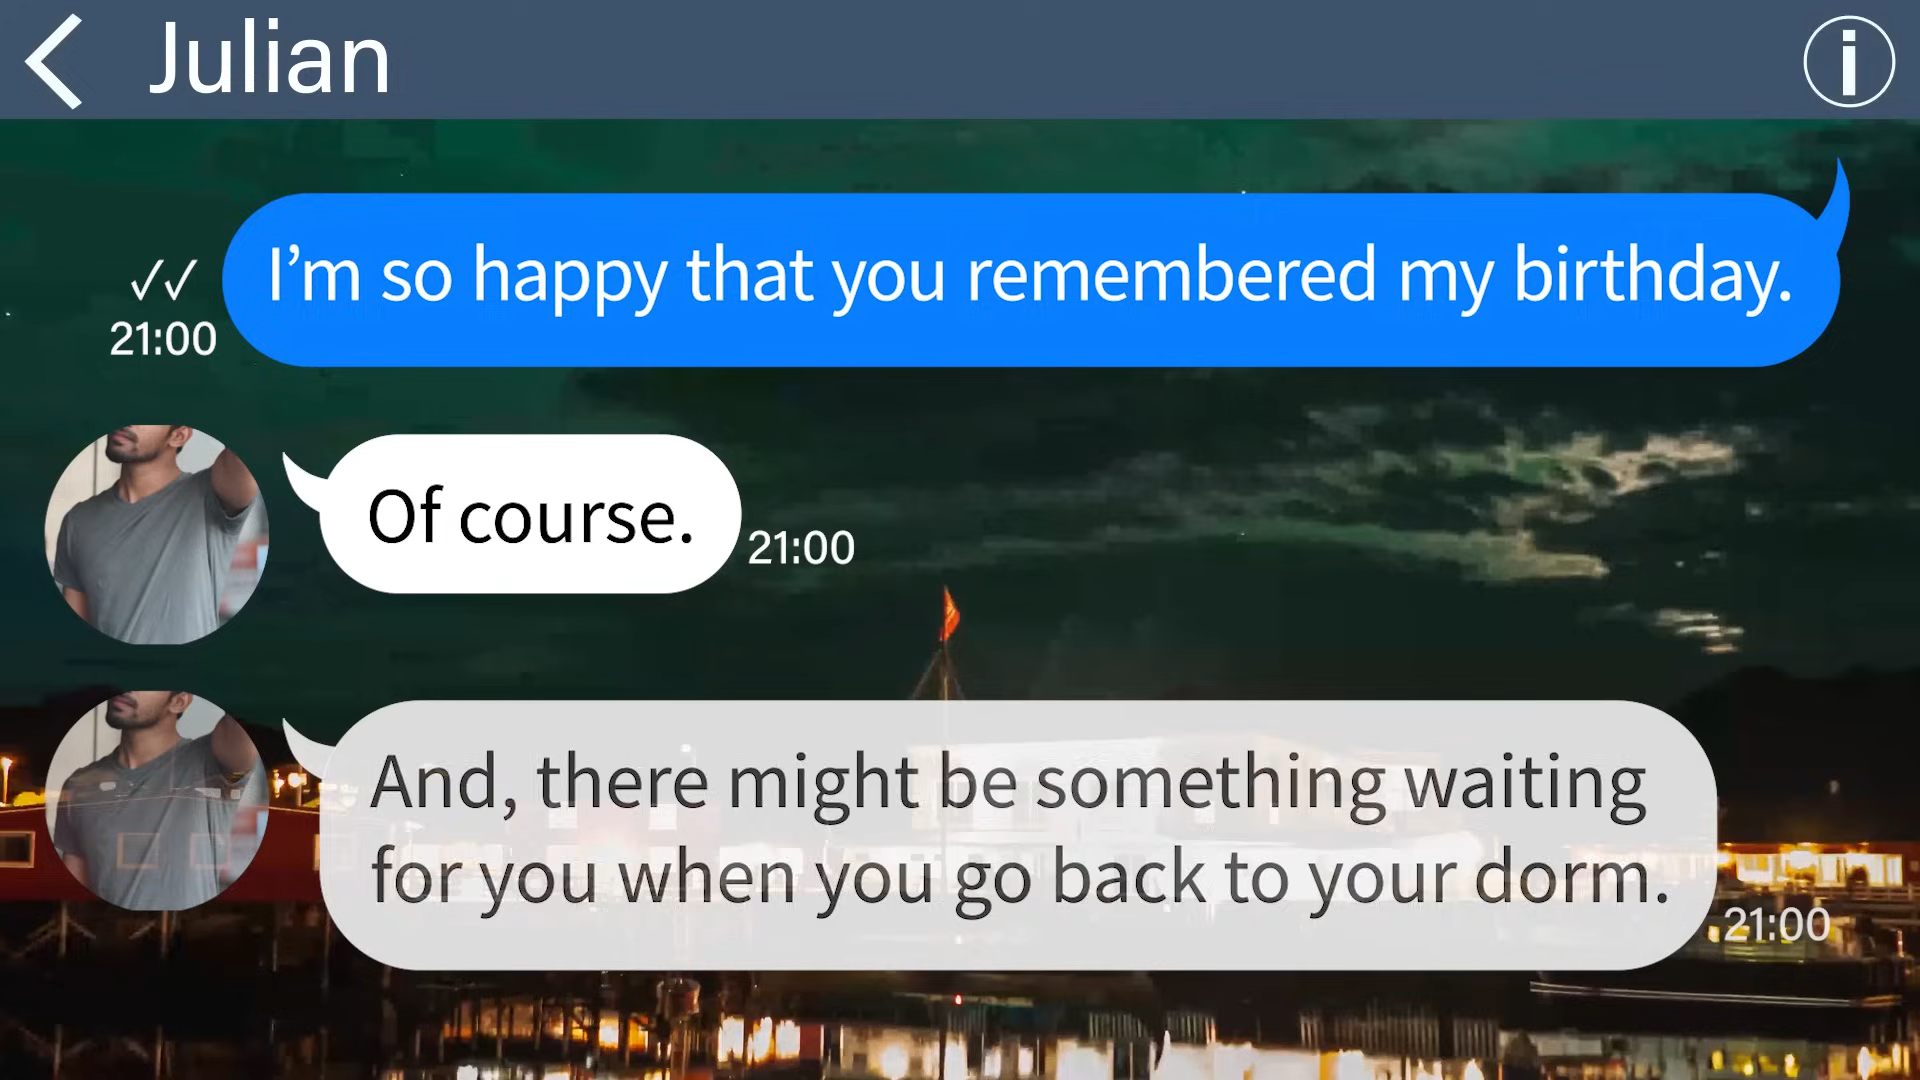 Julian
I’m so happy that you remembered my birthday.
21:00
Of course.
21:00
And, there might be something waiting
for you when you go back to your dorm.
21:00